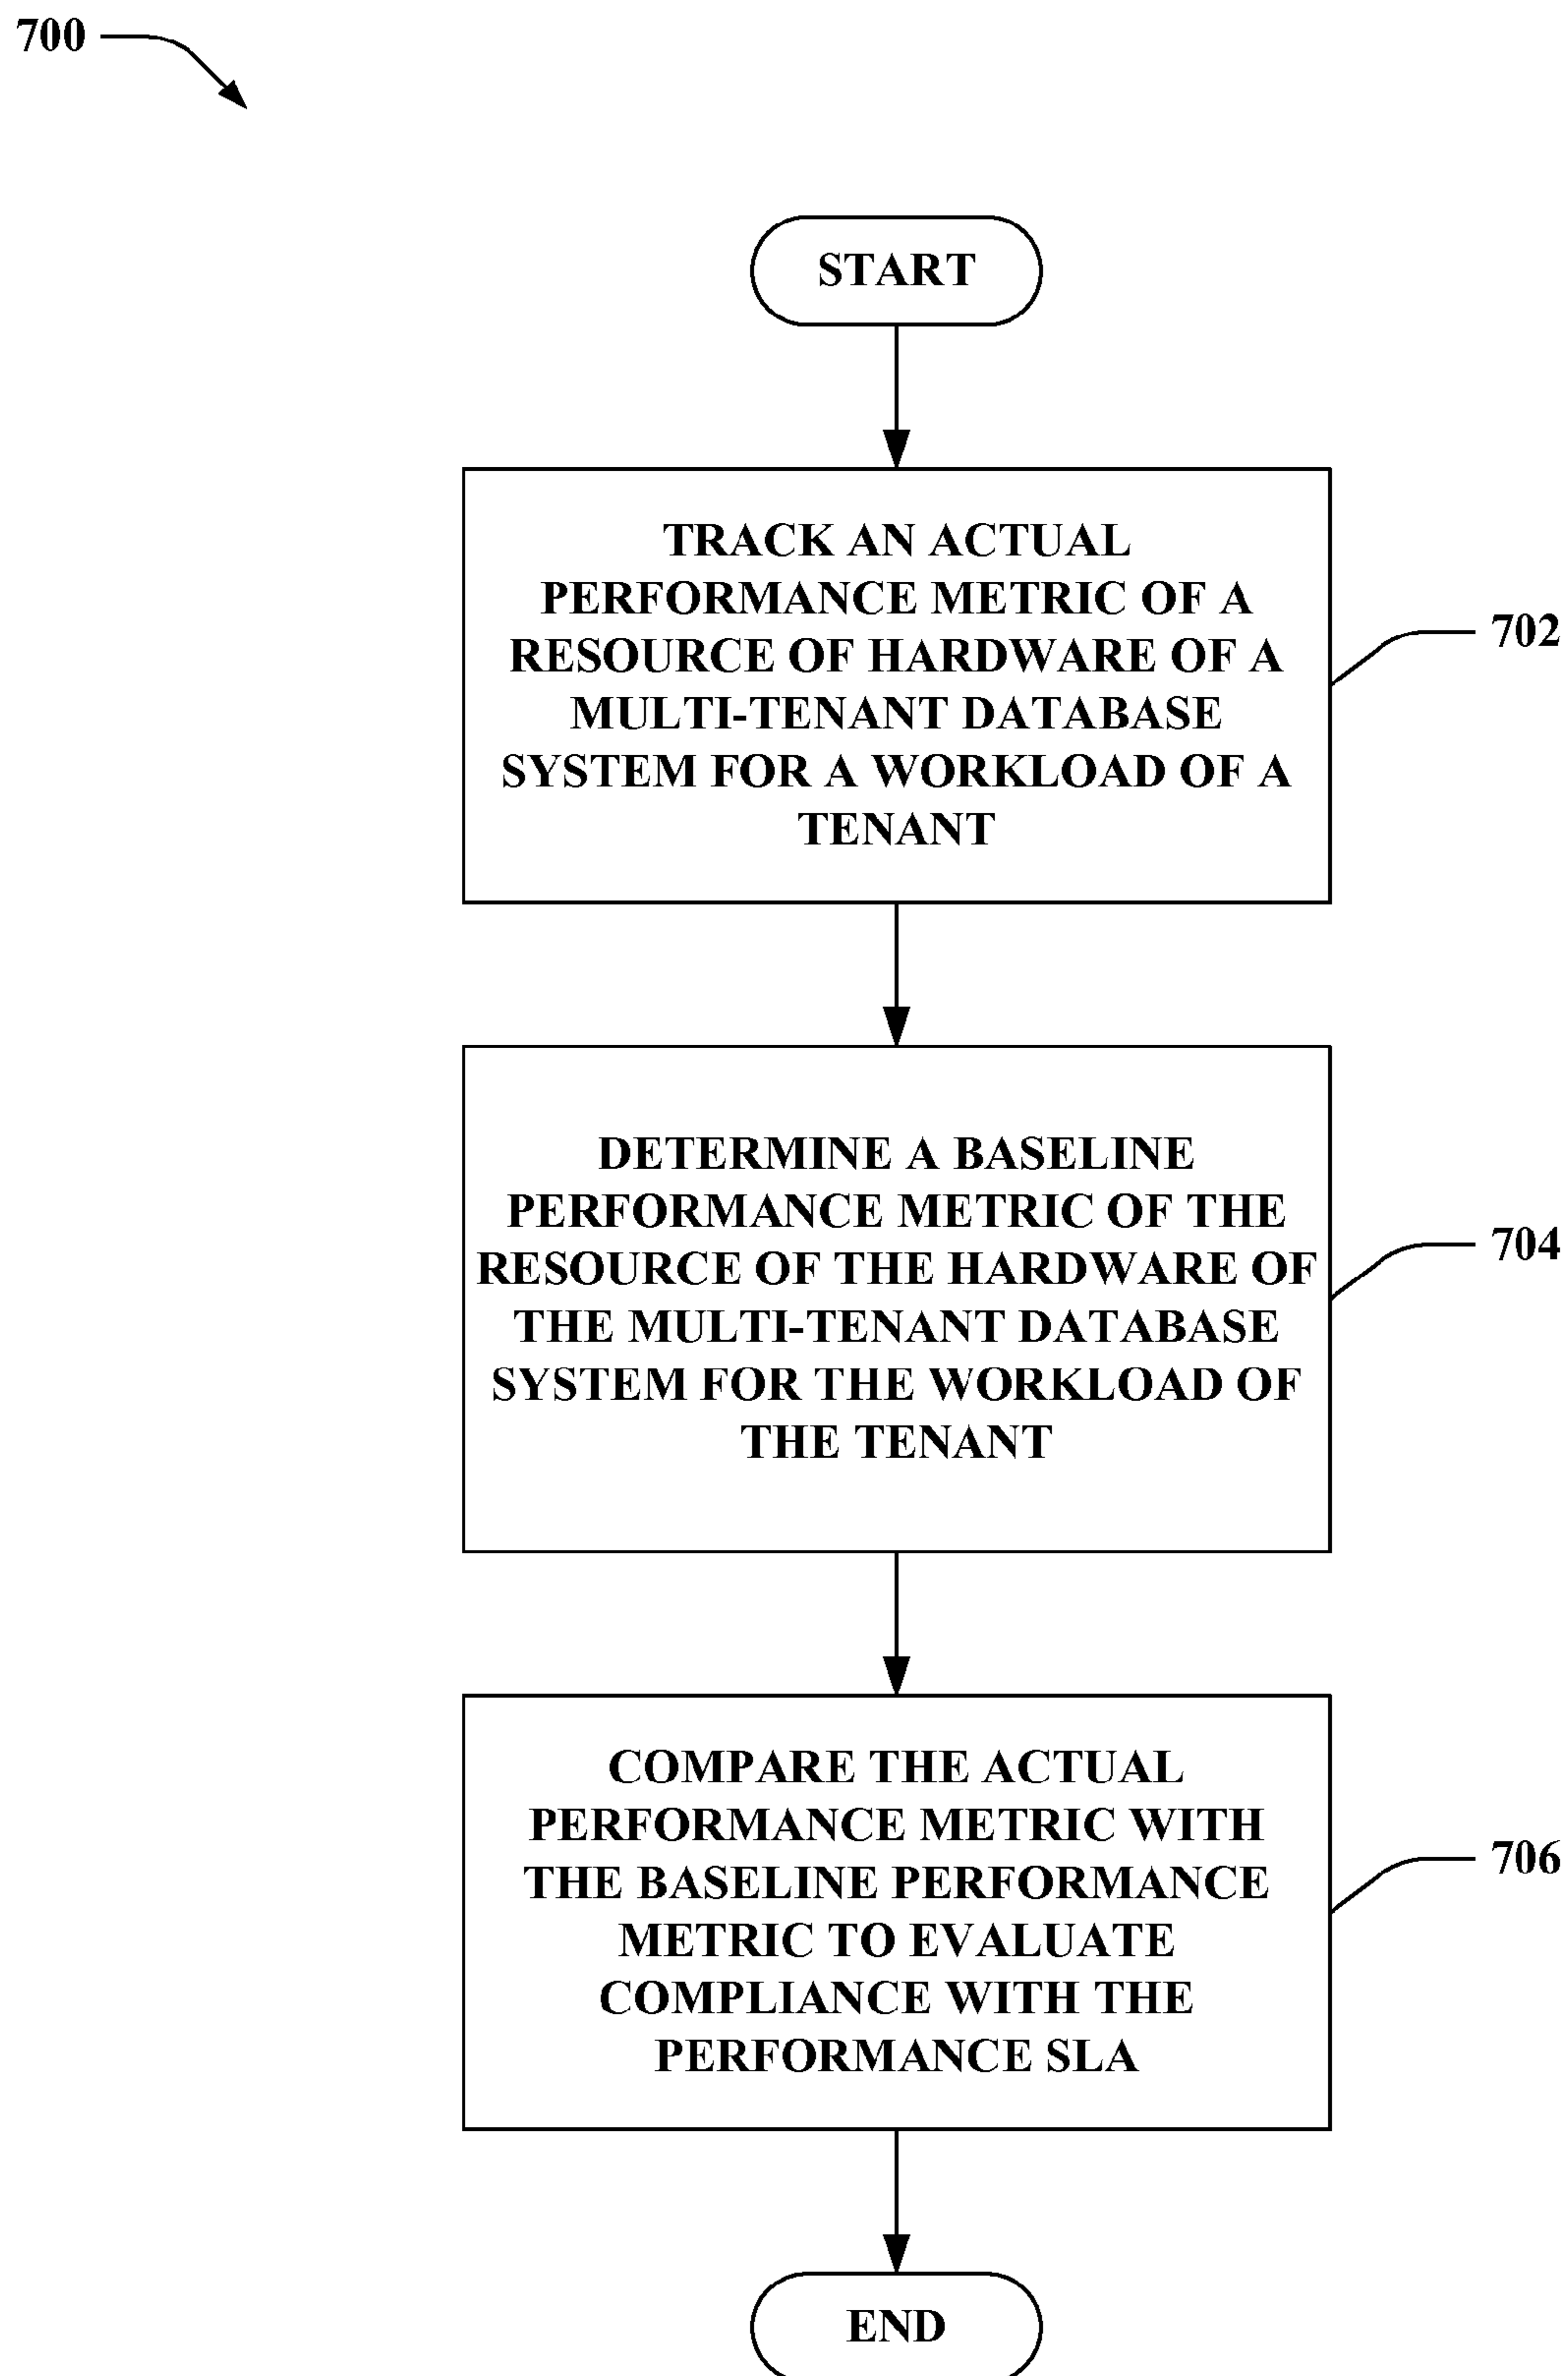 700
START
TRACK AN ACTUAL
PERFORMANCE METRIC OF A
RESOURCE OF HARDWARE OF A
MULTI-TENANT DATABASE
SYSTEM FOR A WORKLOAD OF A
TENANT
702
DETERMINE A BASELINE
PERFORMANCE METRIC OF THE
RESOURCE OF THE HARDWARE OF
THE MULTI-TENANT DATABASE
SYSTEM FOR THE WORKLOAD OF
THE TENANT
704
COMPARE THE ACTUAL
PERFORMANCE METRIC WITH
THE BASELINE PERFORMANCE
METRIC TO EVALUATE
COMPLIANCE WITH THE
PERFORMANCE SLA
706
END